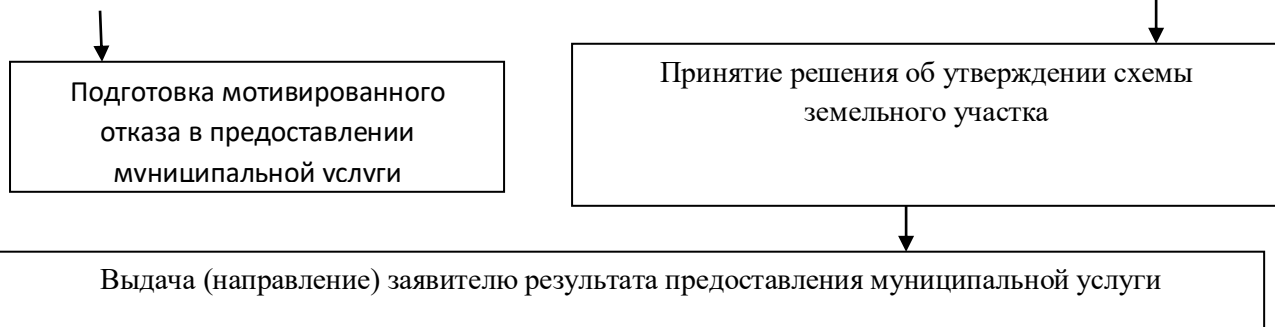 Подготовка мотивированного
отказа в предоставлении
муниципальной услуги
Принятие решения об утверждении схемы
земельного участка
Выдача (направление) заявителю результата предоставления муниципальной услуги